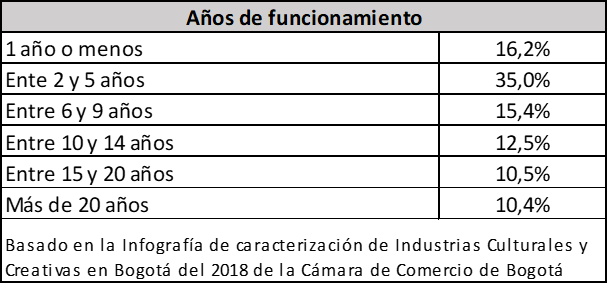 Años de funcionamiento
1 año o menos 16,2%
Ente 2 y 5 años 35,0%
Entre 6 y 9 años 15,4%
Entre 10 y 14 años 12,5%
Entre 15 y 20 años 10,5%
Más de 20 años 10,4%
Basado en la Infografía de caracterización de Industrias Culturales y
Creativas en Bogotá del 2018 de la Cámara de Comercio de Bogotá